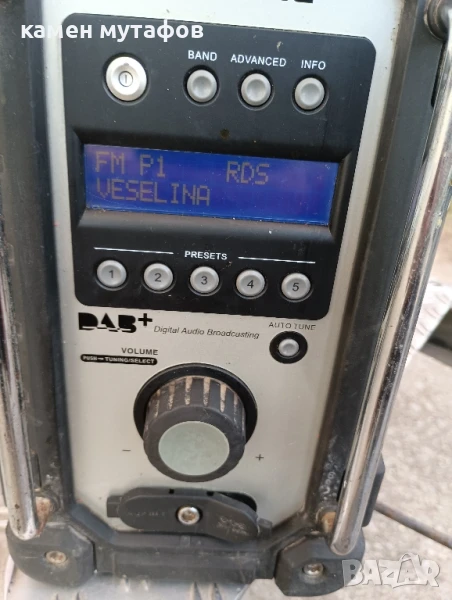 камен мутафов
BAND
ADVANCED
INFO
FM P1 RDS
VESELINA
PRESETS
1 2 3 4 5
DAB+ Digital Audio Broadcasting
AUTO TUNE
VOLUME
PUSH TUNING/SELECT
- +
BAZAR